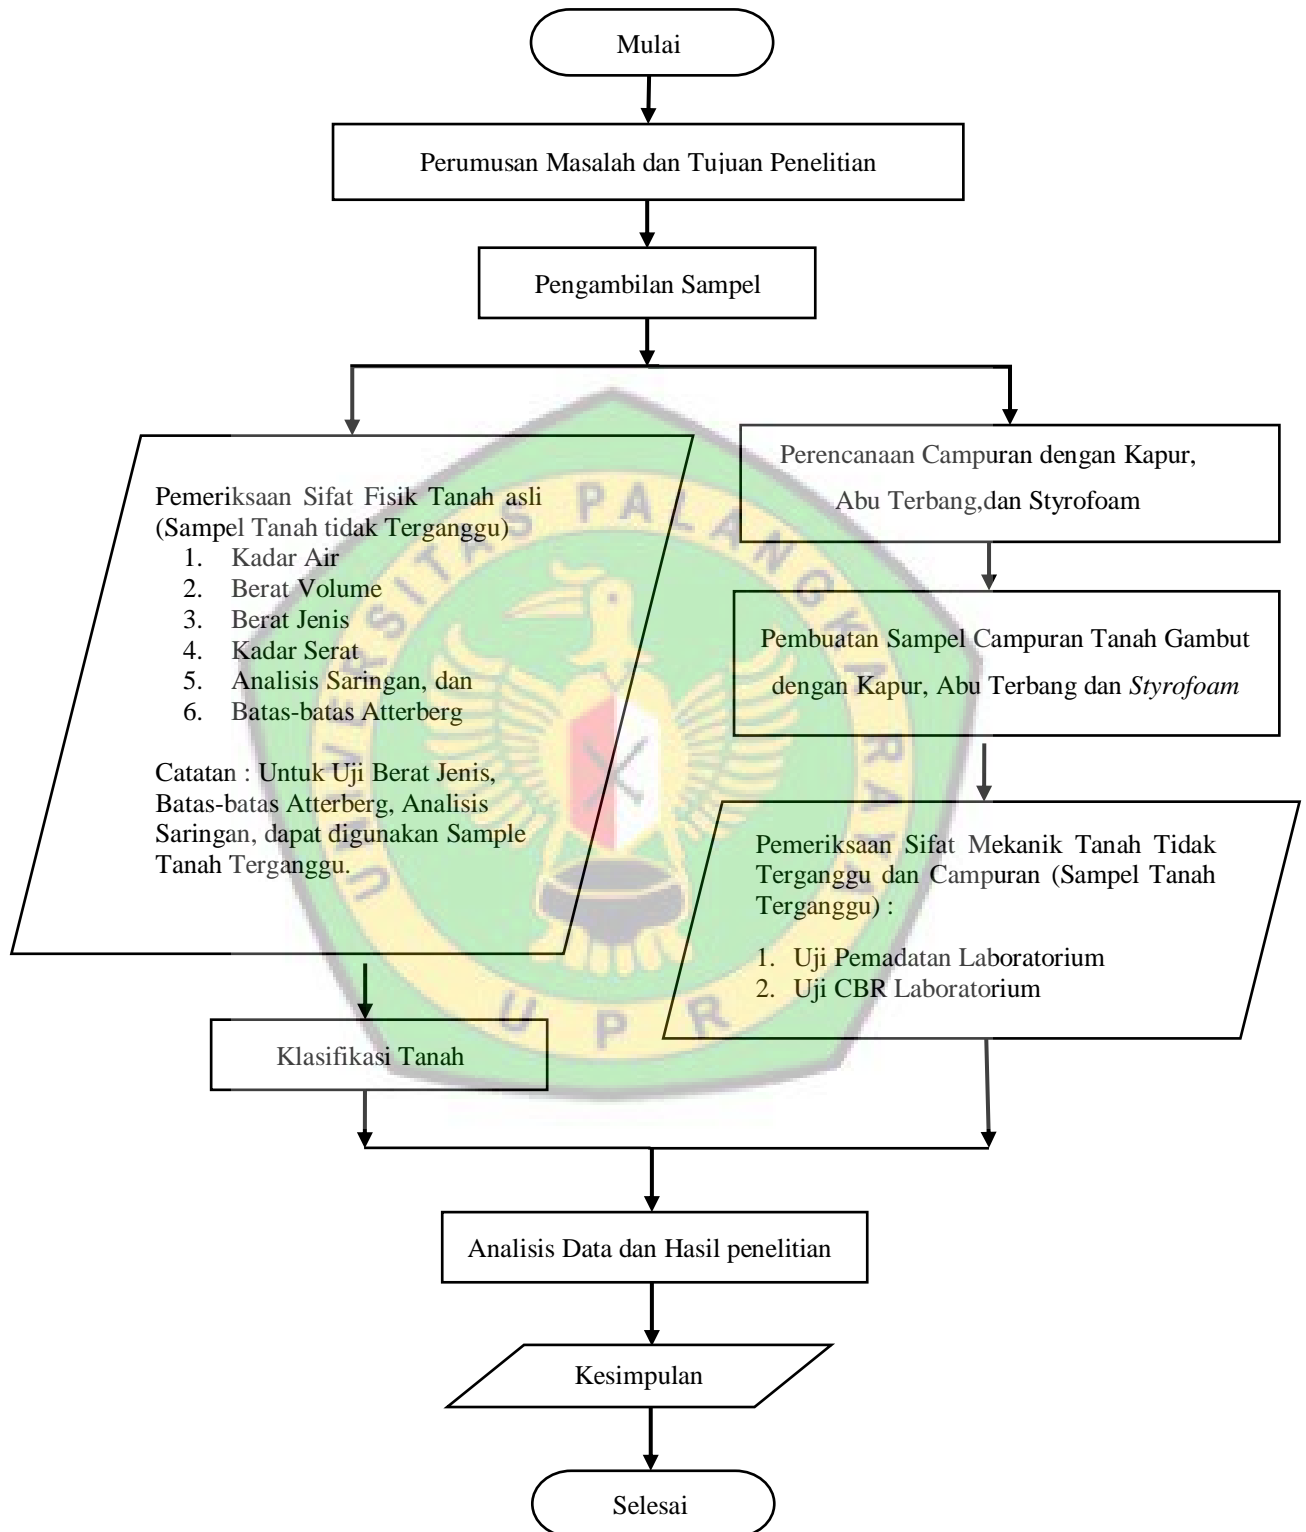 Mulai
Perumusan Masalah dan Tujuan Penelitian
Pengambilan Sampel
Pemeriksaan Sifat Fisik Tanah asli
(Sampel Tanah tidak Terganggu)
1. Kadar Air
2. Berat Volume
3. Berat Jenis
4. Kadar Serat
5. Analisis Saringan, dan
6. Batas-batas Atterberg
Catatan : Untuk Uji Berat Jenis,
Batas-batas Atterberg, Analisis
Saringan, dapat digunakan Sample
Tanah Terganggu.
Klasifikasi Tanah
Perencanaan Campuran dengan Kapur,
Abu Terbang,dan Styrofoam
Pembuatan Sampel Campuran Tanah Gambut
dengan Kapur, Abu Terbang dan Styrofoam
Pemeriksaan Sifat Mekanik Tanah Tidak
Terganggu dan Campuran (Sampel Tanah
Terganggu) :
1. Uji Pemadatan Laboratorium
2. Uji CBR Laboratorium
Analisis Data dan Hasil penelitian
Kesimpulan
Selesai
UNIVERSITAS PALANGKA RAYA
UPR